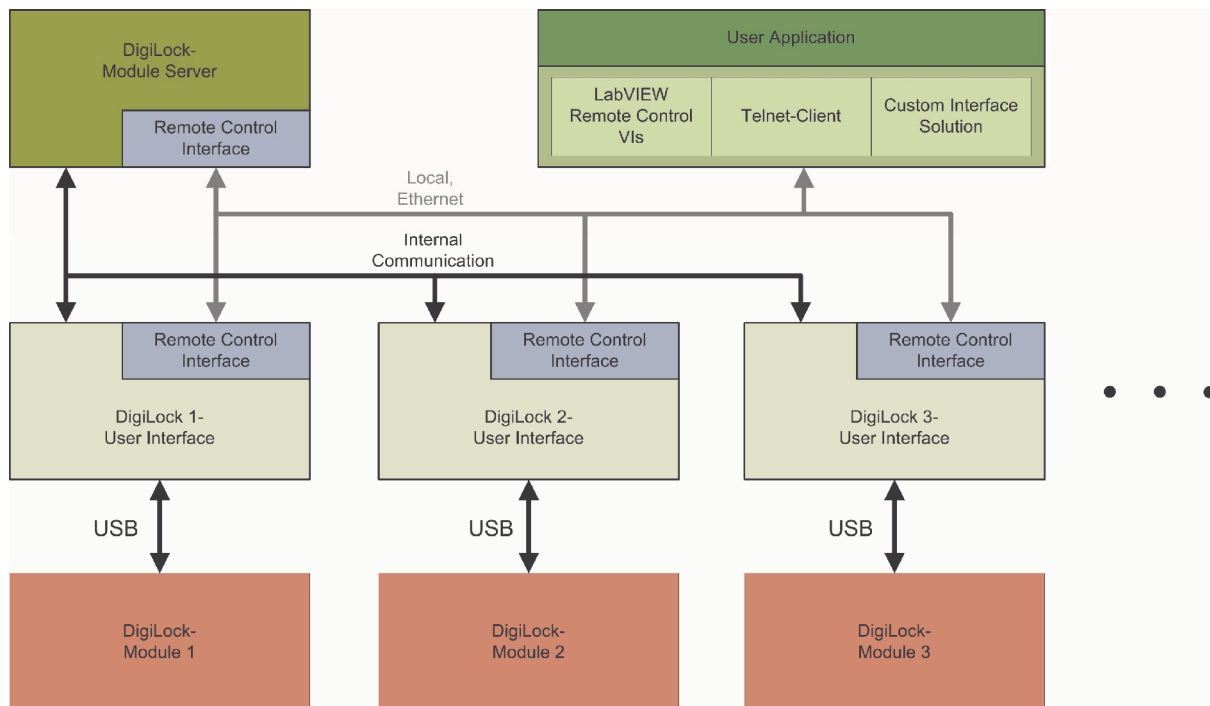 DigiLock-
Module Server
Remote Control
Interface
User Application
LabVIEW
Remote Control
VIs
Telnet-Client
Custom Interface
Solution
Local,
Ethernet
Internal
Communication
Remote Control
Interface
DigiLock 1-
User Interface
Remote Control
Interface
DigiLock 2-
User Interface
Remote Control
Interface
DigiLock 3-
User Interface
USB
USB
USB
DigiLock-
Module 1
DigiLock-
Module 2
DigiLock-
Module 3